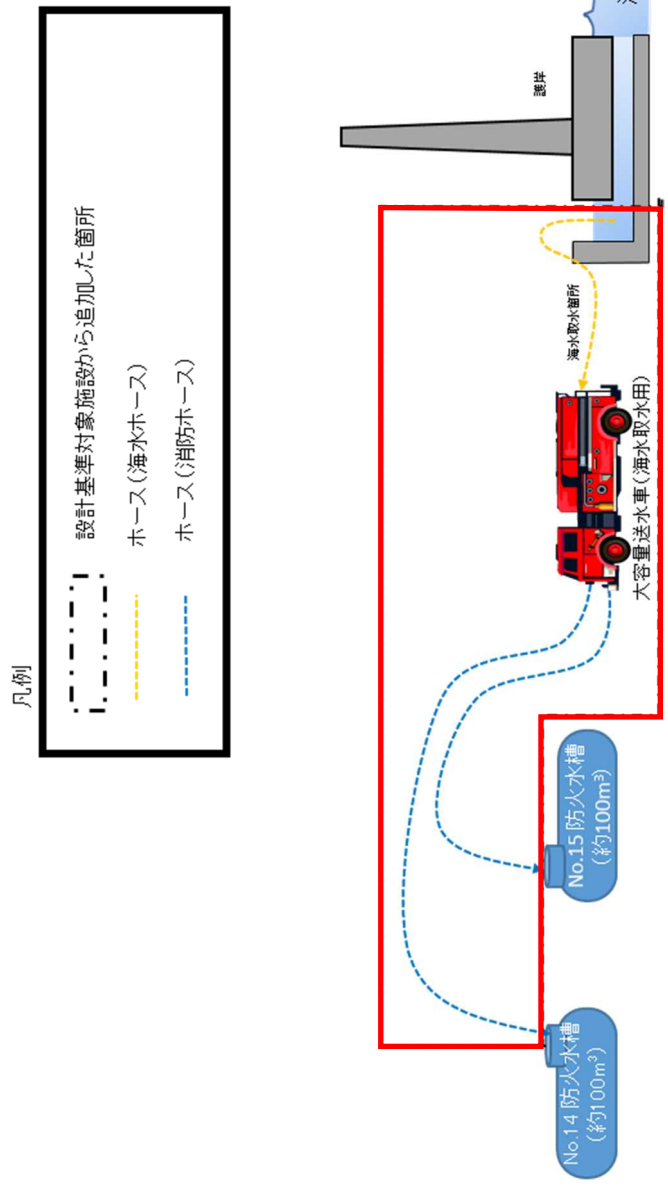 凡例
設計基準対象施設から追加した箇所
ホース(海水ホース)
ホース(消防ホース)
護岸
海水取水箇所
大容量送水車(海水取水用)
No.15 防火水槽
(約100m³)
No.14 防火水槽
(約100m³)